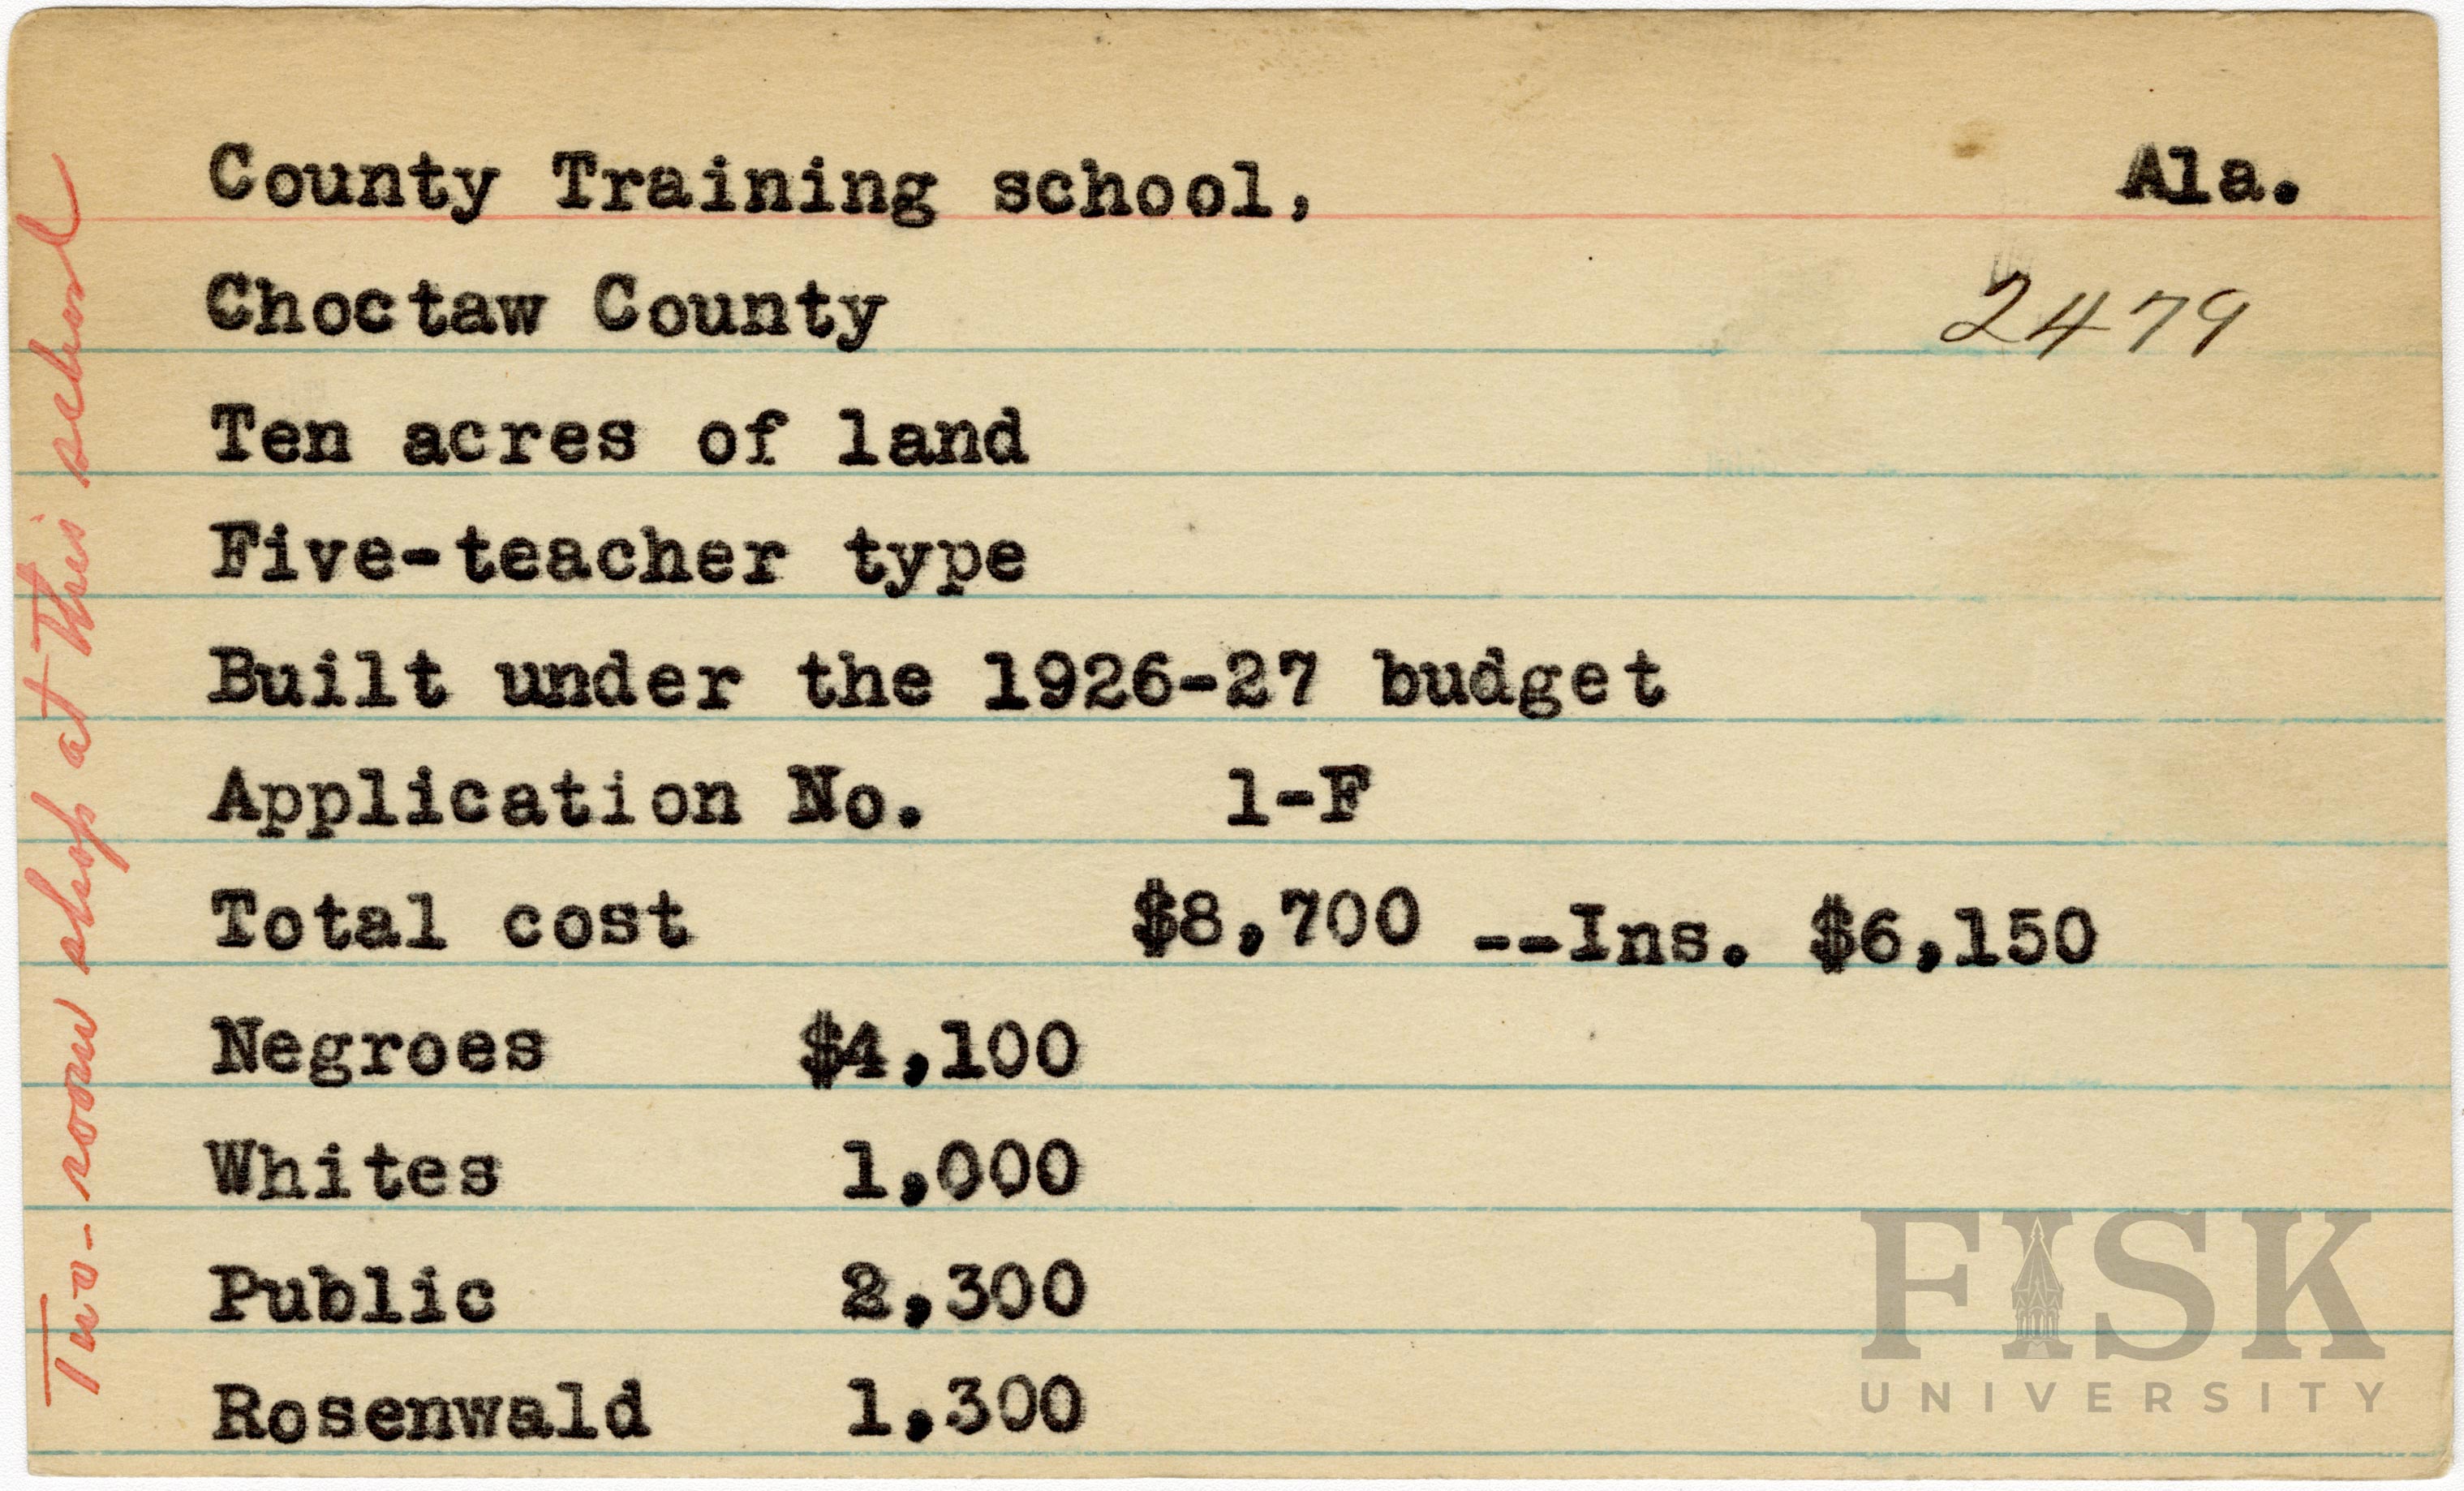 County Training school, Ala.
Choctaw County 2479
Ten acres of land
Five-teacher type
Built under the 1926-27 budget
Application No. 1-F
Total cost $8,700 --Ins. $6,150
Negroes $4,100
Whites 1,000
Public 2,300
Rosenwald 1,300
Two-room shop at this school
FISK
UNIVERSITY